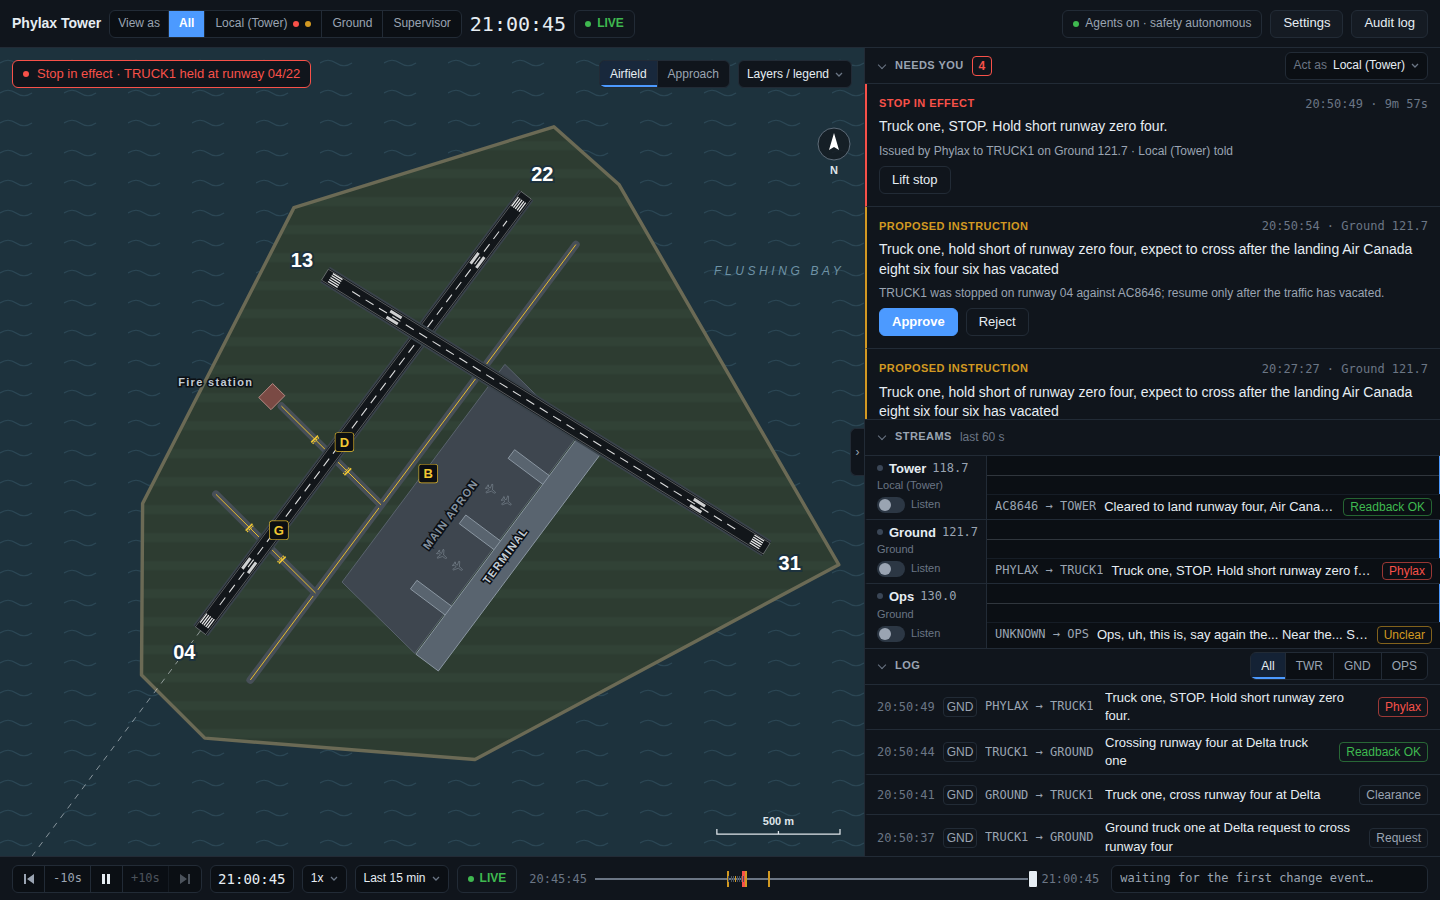 Phylax Tower View as All Local (Tower) Ground Supervisor 21:00:45 LIVE Agents on · safety autonomous Settings Audit log
Stop in effect · TRUCK1 held at runway 04/22 Airfield Approach Layers / legend
N
22
13
FLUSHING BAY
Fire station
D
B
G
MAIN APRON
TERMINAL
31
04
500 m
›
NEEDS YOU 4 Act as Local (Tower)
STOP IN EFFECT 20:50:49 · 9m 57s
Truck one, STOP. Hold short runway zero four.
Issued by Phylax to TRUCK1 on Ground 121.7 · Local (Tower) told
Lift stop
PROPOSED INSTRUCTION 20:50:54 · Ground 121.7
Truck one, hold short of runway zero four, expect to cross after the landing Air Canada
eight six four six has vacated
TRUCK1 was stopped on runway 04 against AC8646; resume only after the traffic has vacated.
Approve Reject
PROPOSED INSTRUCTION 20:27:27 · Ground 121.7
Truck one, hold short of runway zero four, expect to cross after the landing Air Canada
eight six four six has vacated
STREAMS last 60 s
Tower 118.7
Local (Tower)
Listen
AC8646 → TOWER Cleared to land runway four, Air Cana… Readback OK
Ground 121.7
Ground
Listen
PHYLAX → TRUCK1 Truck one, STOP. Hold short runway zero f… Phylax
Ops 130.0
Ground
Listen
UNKNOWN → OPS Ops, uh, this is, say again the... Near the... S… Unclear
LOG All TWR GND OPS
20:50:49 GND PHYLAX → TRUCK1 Truck one, STOP. Hold short runway zero
four. Phylax
20:50:44 GND TRUCK1 → GROUND Crossing runway four at Delta truck
one Readback OK
20:50:41 GND GROUND → TRUCK1 Truck one, cross runway four at Delta Clearance
20:50:37 GND TRUCK1 → GROUND Ground truck one at Delta request to cross
runway four Request
-10s +10s 21:00:45 1x Last 15 min LIVE 20:45:45 21:00:45 waiting for the first change event…